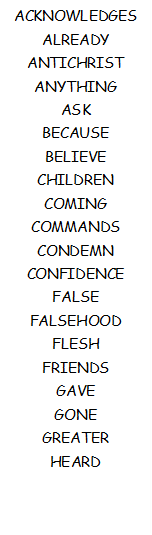 ACKNOWLEDGES
ALREADY
ANTICHRIST
ANYTHING
ASK
BECAUSE
BELIEVE
CHILDREN
COMING
COMMANDS
CONDEMN
CONFIDENCE
FALSE
FALSEHOOD
FLESH
FRIENDS
GAVE
GONE
GREATER
HEARD